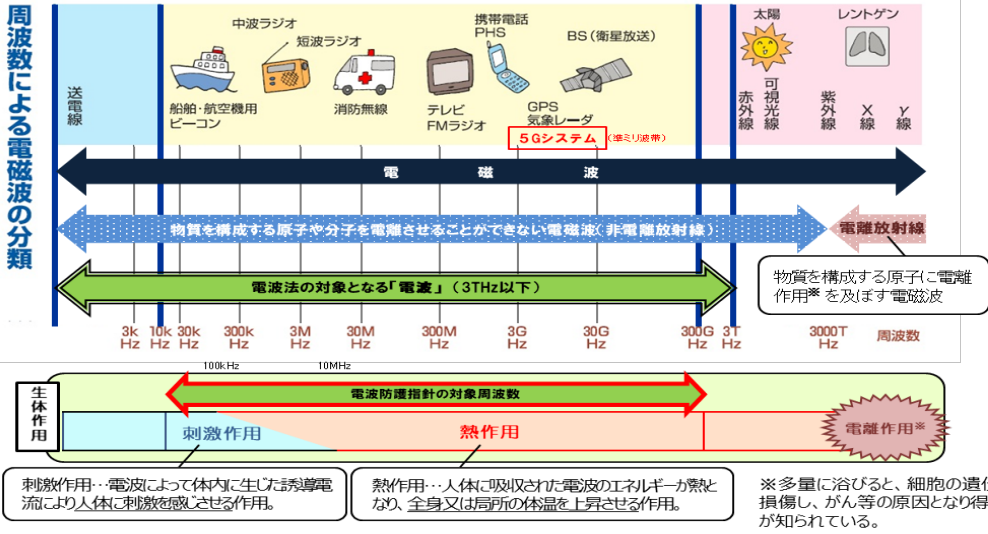 周波数による電磁波の分類
送電線
中波ラジオ
短波ラジオ
携帯電話
PHS
BS（衛星放送）
太陽
レントゲン
船舶・航空機用
ビーコン
消防無線
テレビ
FMラジオ
GPS
気象レーダ
5Gシステム
（準ミリ波帯）
赤外線
可視光線
紫外線
X線
γ線
電磁波
物質を構成する原子や分子を電離させることができない電磁波（非電離放射線）
電離放射線
電波法の対象となる「電波」（3THz以下）
物質を構成する原子に電離
作用※を及ぼす電磁波
3k 10k 30k 300k 3M 30M 300M 3G 30G 300G 3T 3000T
Hz Hz Hz Hz Hz Hz Hz Hz Hz Hz Hz Hz
周波数
100kHz 10MHz
生体作用
電波防護指針の対象周波数
刺激作用
熱作用
電離作用※
刺激作用…電波によって体内に生じた誘導電
流により人体に刺激を感じさせる作用。
熱作用…人体に吸収された電波のエネルギーが熱と
なり、全身又は局所の体温を上昇させる作用。
※多量に浴びると、細胞の遺伝
損傷し、がん等の原因となり得
が知られている。